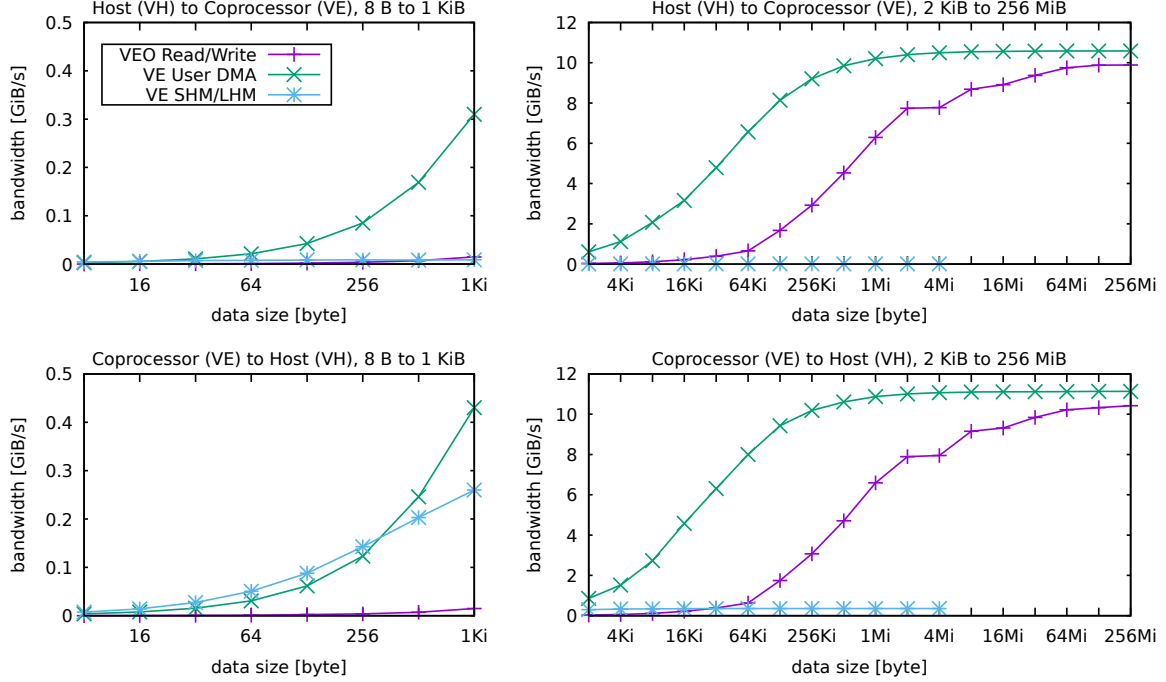 Host (VH) to Coprocessor (VE), 8 B to 1 KiB
bandwidth [GiB/s]
0.5
0.4
0.3
0.2
0.1
0
VEO Read/Write
VE User DMA
VE SHM/LHM
16 64 256 1Ki
data size [byte]
Host (VH) to Coprocessor (VE), 2 KiB to 256 MiB
bandwidth [GiB/s]
12
10
8
6
4
2
0
4Ki 16Ki 64Ki 256Ki 1Mi 4Mi 16Mi 64Mi 256Mi
data size [byte]
Coprocessor (VE) to Host (VH), 8 B to 1 KiB
bandwidth [GiB/s]
0.5
0.4
0.3
0.2
0.1
0
16 64 256 1Ki
data size [byte]
Coprocessor (VE) to Host (VH), 2 KiB to 256 MiB
bandwidth [GiB/s]
12
10
8
6
4
2
0
4Ki 16Ki 64Ki 256Ki 1Mi 4Mi 16Mi 64Mi 256Mi
data size [byte]